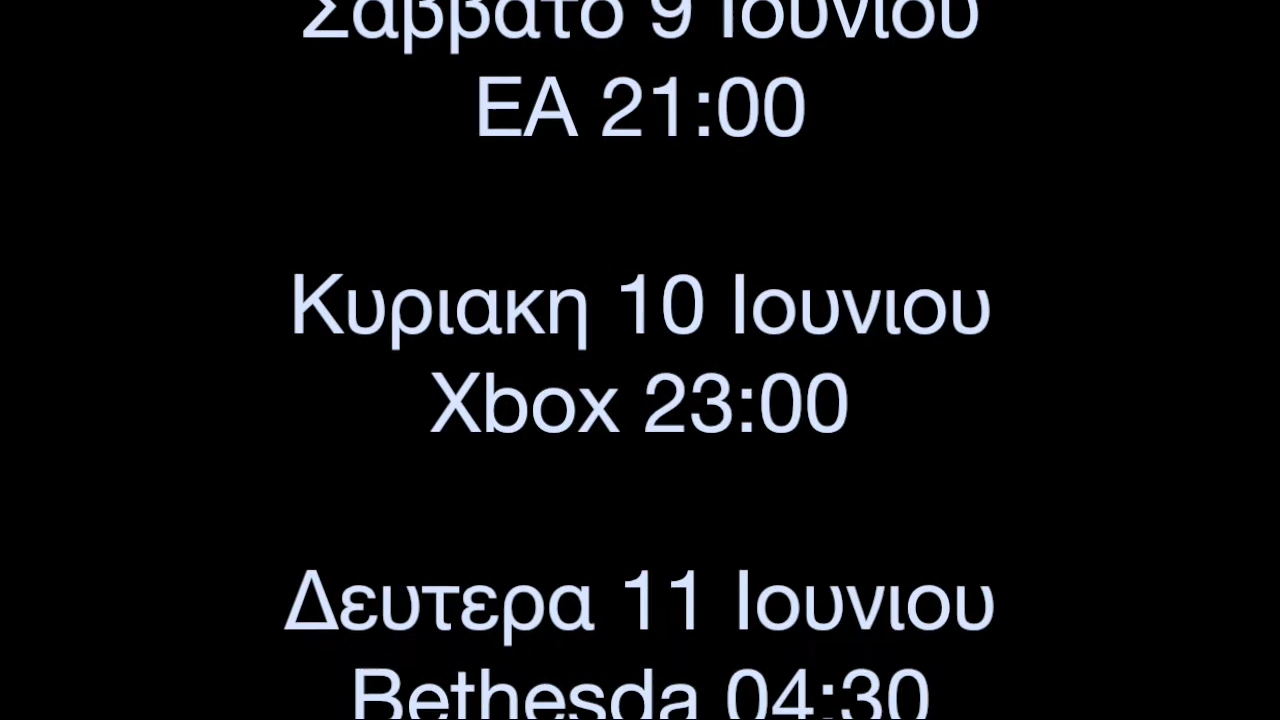 Σαββατο 9 Ιουνιου
EA 21:00
Κυριακη 10 Ιουνιου
Xbox 23:00
Δευτερα 11 Ιουνιου
Bethesda 04:30